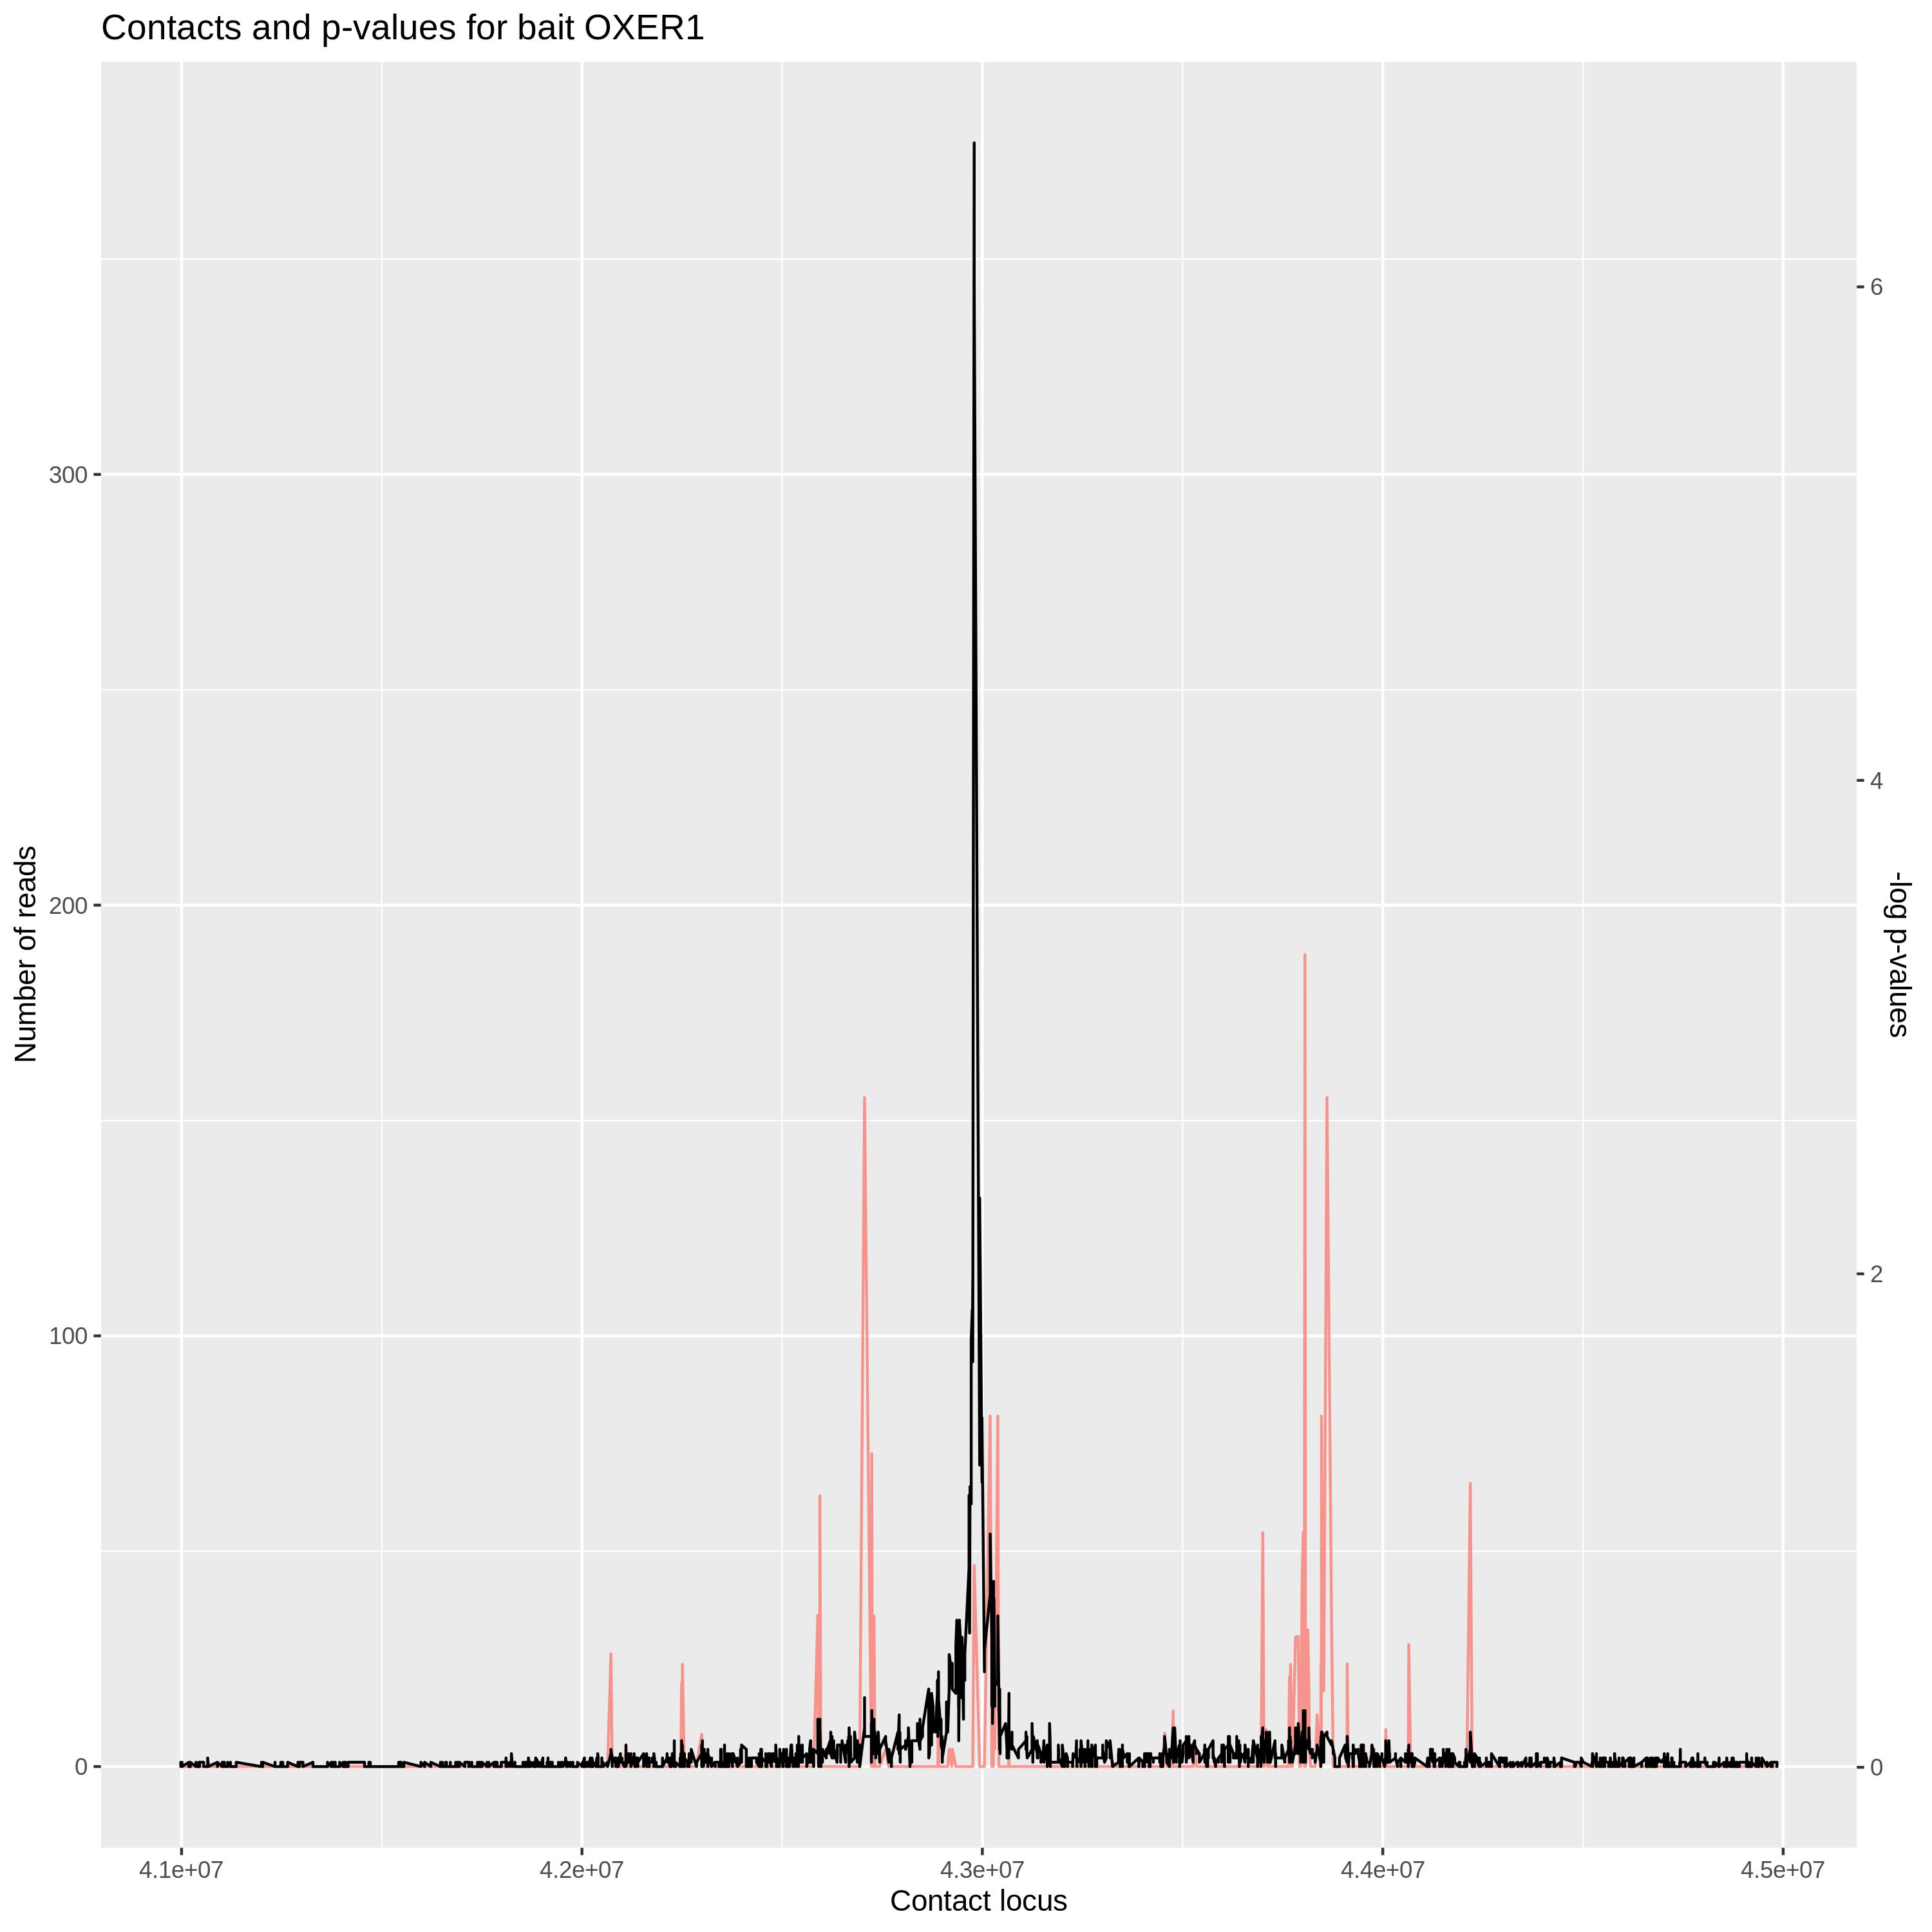 Contacts and p-values for bait OXER1
Number of reads
300
200
100
0
6
4
2
0
-log p-values
4.1e+07
4.2e+07
4.3e+07
4.4e+07
4.5e+07
Contact locus